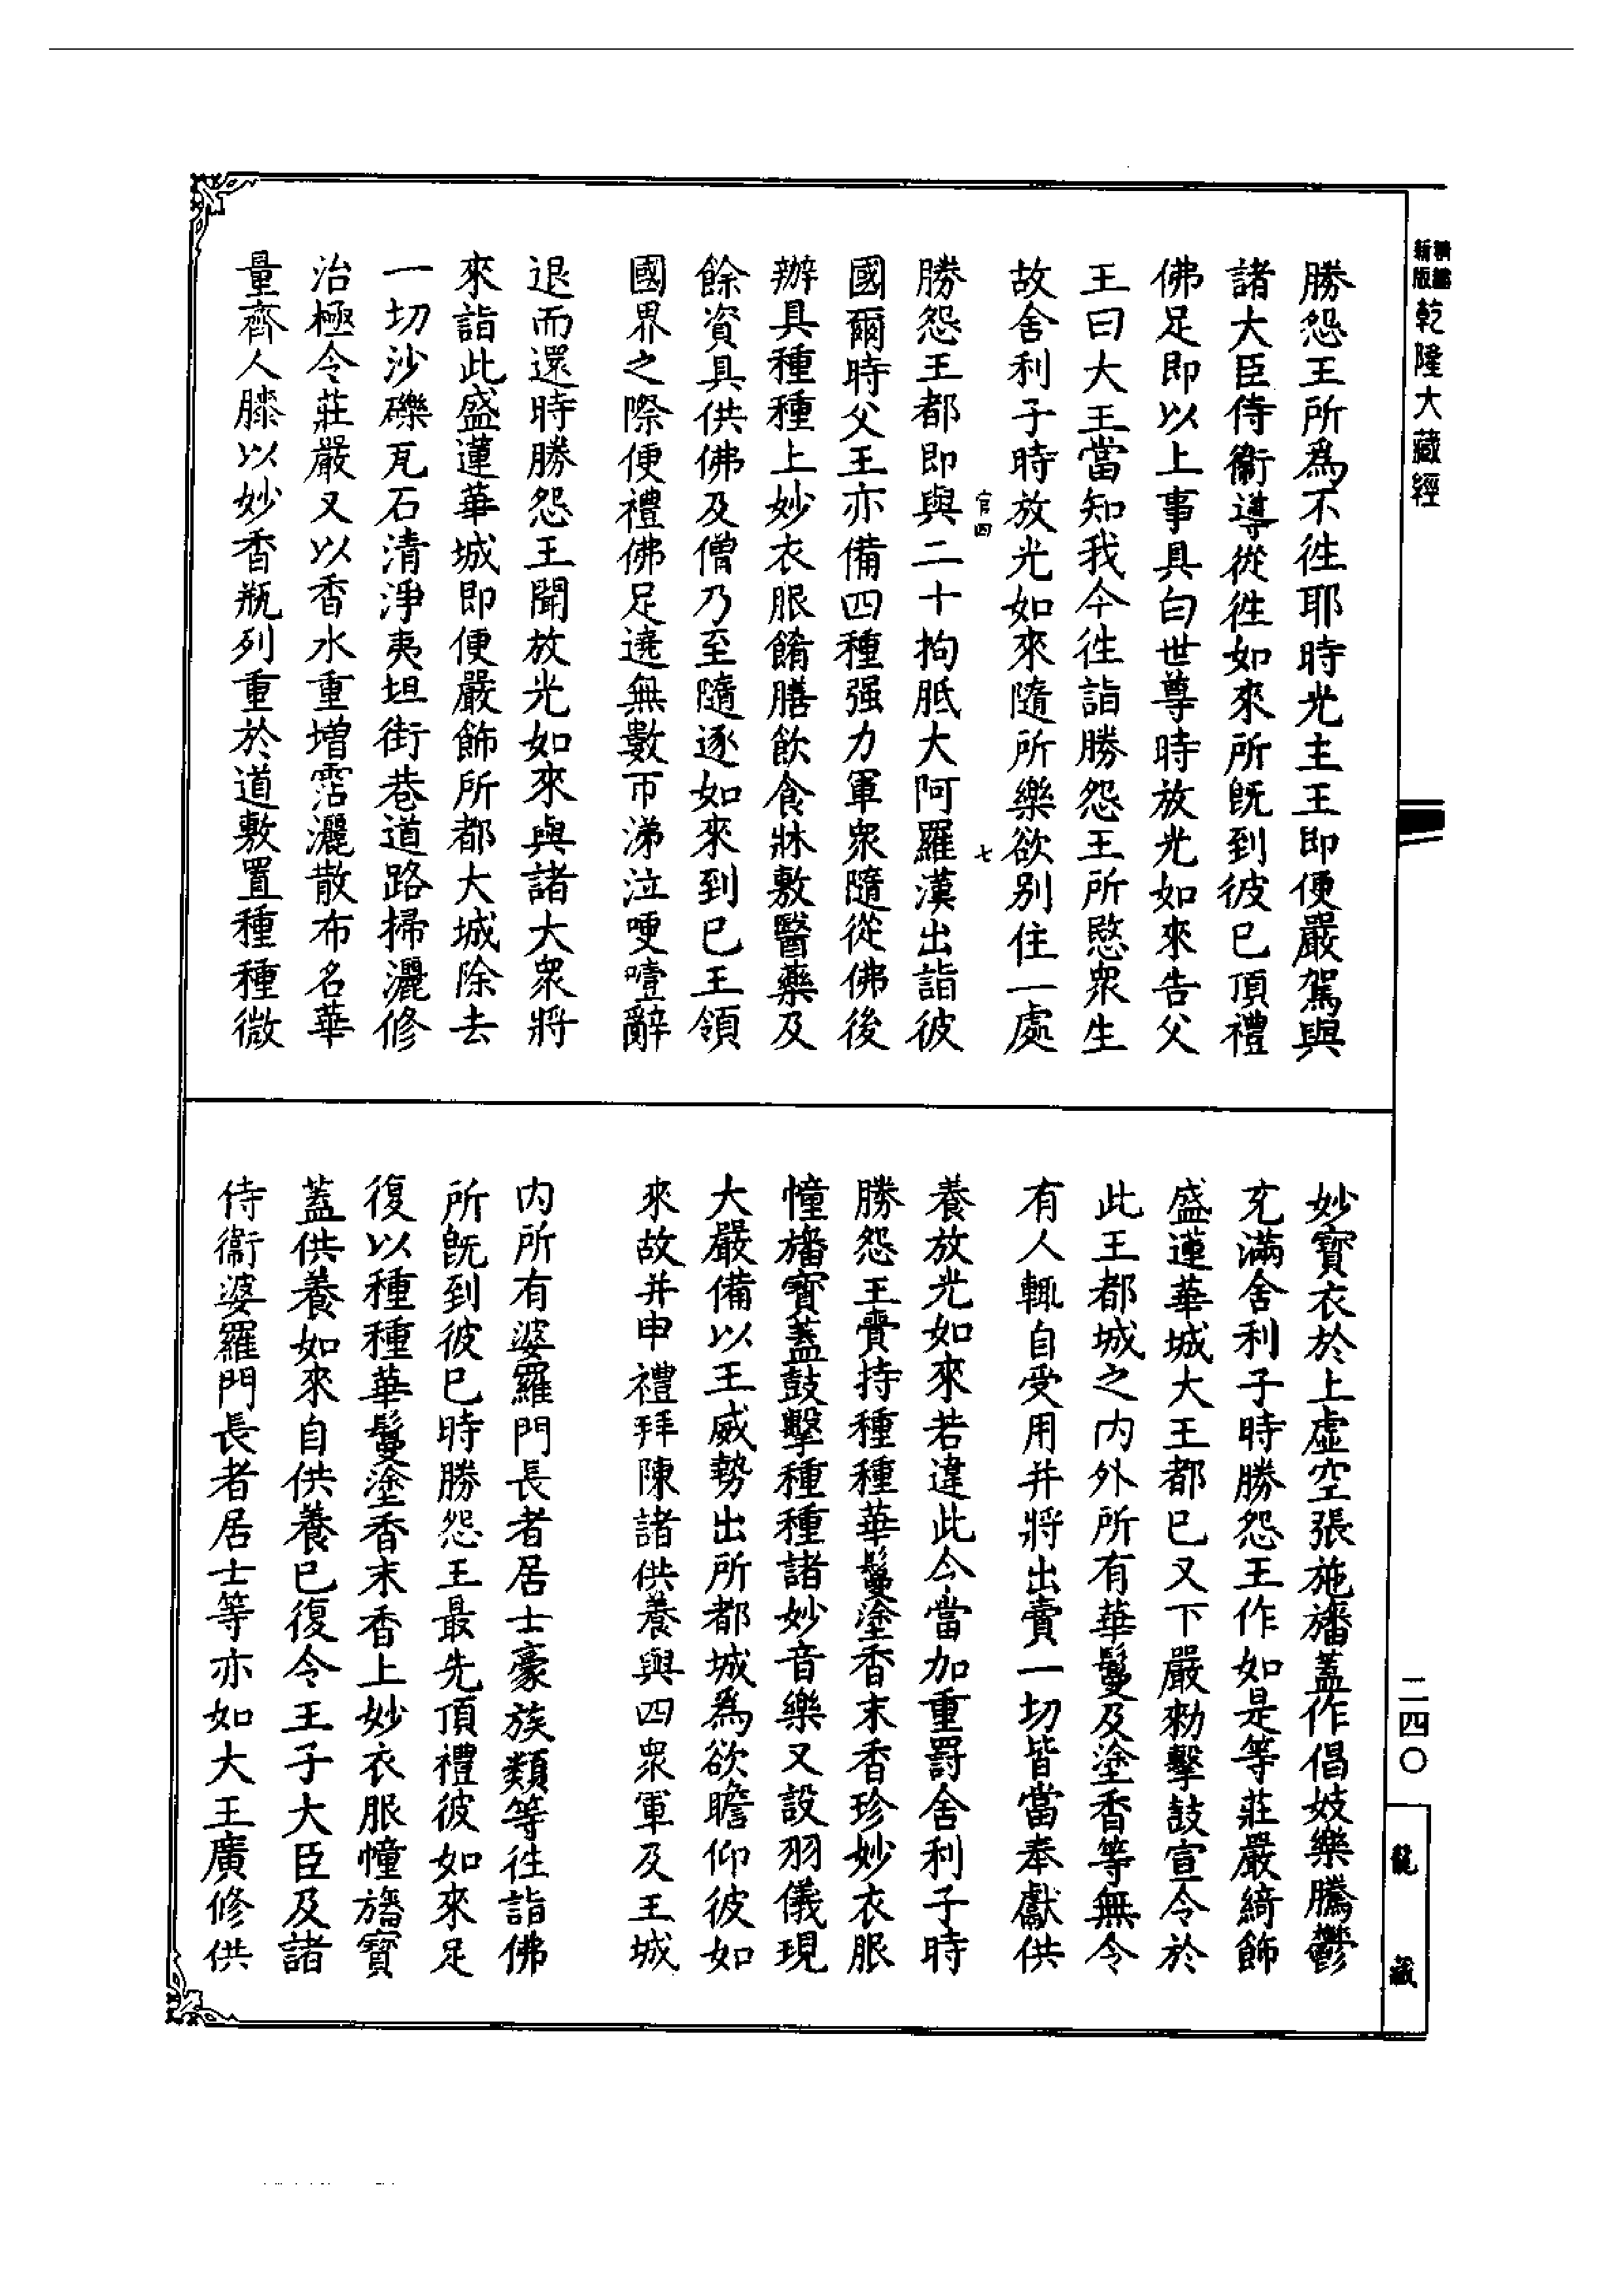 精縮
新版
乾隆大藏經
勝怨王所爲不徃耶時光主王即便嚴駕與
諸大臣侍衞導從徃如來所旣到彼已頂禮
佛足即以上事具白世尊時放光如來告父
王曰大王當知我今徃詣勝怨王所愍衆生
故舍利子時放光如來隨所樂欲別住一處
官四
七
勝怨王都即與二十拘胝大阿羅漢出詣彼
國爾時父王亦備四種强力軍衆隨從佛後
辦具種種上妙衣服餚膳飲食牀敷醫藥及
餘資具供佛及僧乃至隨逐如來到已王領
國界之際便禮佛足遶無數帀涕泣哽噎辭
退而還時勝怨王聞放光如來與諸大衆將
來詣此盛蓮華城即便嚴飾所都大城除去
一切沙礫瓦石清淨夷坦街巷道路掃灑修
治極令莊嚴又以香水重增霑灑散布名華
量齊人膝以妙香瓶列重於道敷置種種微
妙寶衣於上虛空張施旛蓋作倡妓樂騰鬱
充滿舍利子時勝怨王作如是等莊嚴綺飾
盛蓮華城大王都已又下嚴勑擊鼓宣令於
此王都城之内外所有華鬘及塗香等無令
有人輒自受用并將出賣一切皆當奉獻供
養放光如來若違此令當加重罰舍利子時
勝怨王賷持種種華鬘塗香末香珍妙衣服
幢旛寶蓋鼓擊種種諸妙音樂又設羽儀現
大嚴備以王威勢出所都城爲欲瞻仰彼如
來故并申禮拜陳諸供養與四衆軍及王城
内所有婆羅門長者居士豪族類等徃詣佛
所旣到彼已時勝怨王最先頂禮彼如來足
復以種種華鬘塗香末香上妙衣服幢旛寶
蓋供養如來自供養已復令王子大臣及諸
侍衞婆羅門長者居士等亦如大王廣修供
二四〇
龍藏